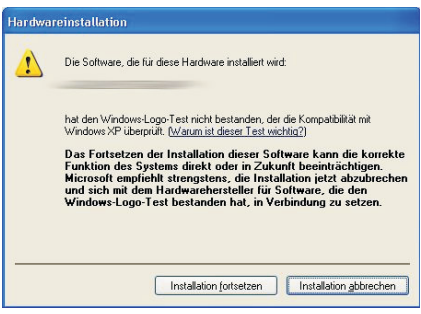 Hardwareinstallation
Die Software, die für diese Hardware installiert wird:
hat den Windows-Logo-Test nicht bestanden, der die Kompatibilität mit
Windows XP überprüft. (Warum ist dieser Test wichtig?)
Das Fortsetzen der Installation dieser Software kann die korrekte
Funktion des Systems direkt oder in Zukunft beeinträchtigen.
Microsoft empfiehlt strengstens, die Installation jetzt abzubrechen
und sich mit dem Hardwarehersteller für Software, die den
Windows-Logo-Test bestanden hat, in Verbindung zu setzen.
Installation fortsetzen
Installation abbrechen